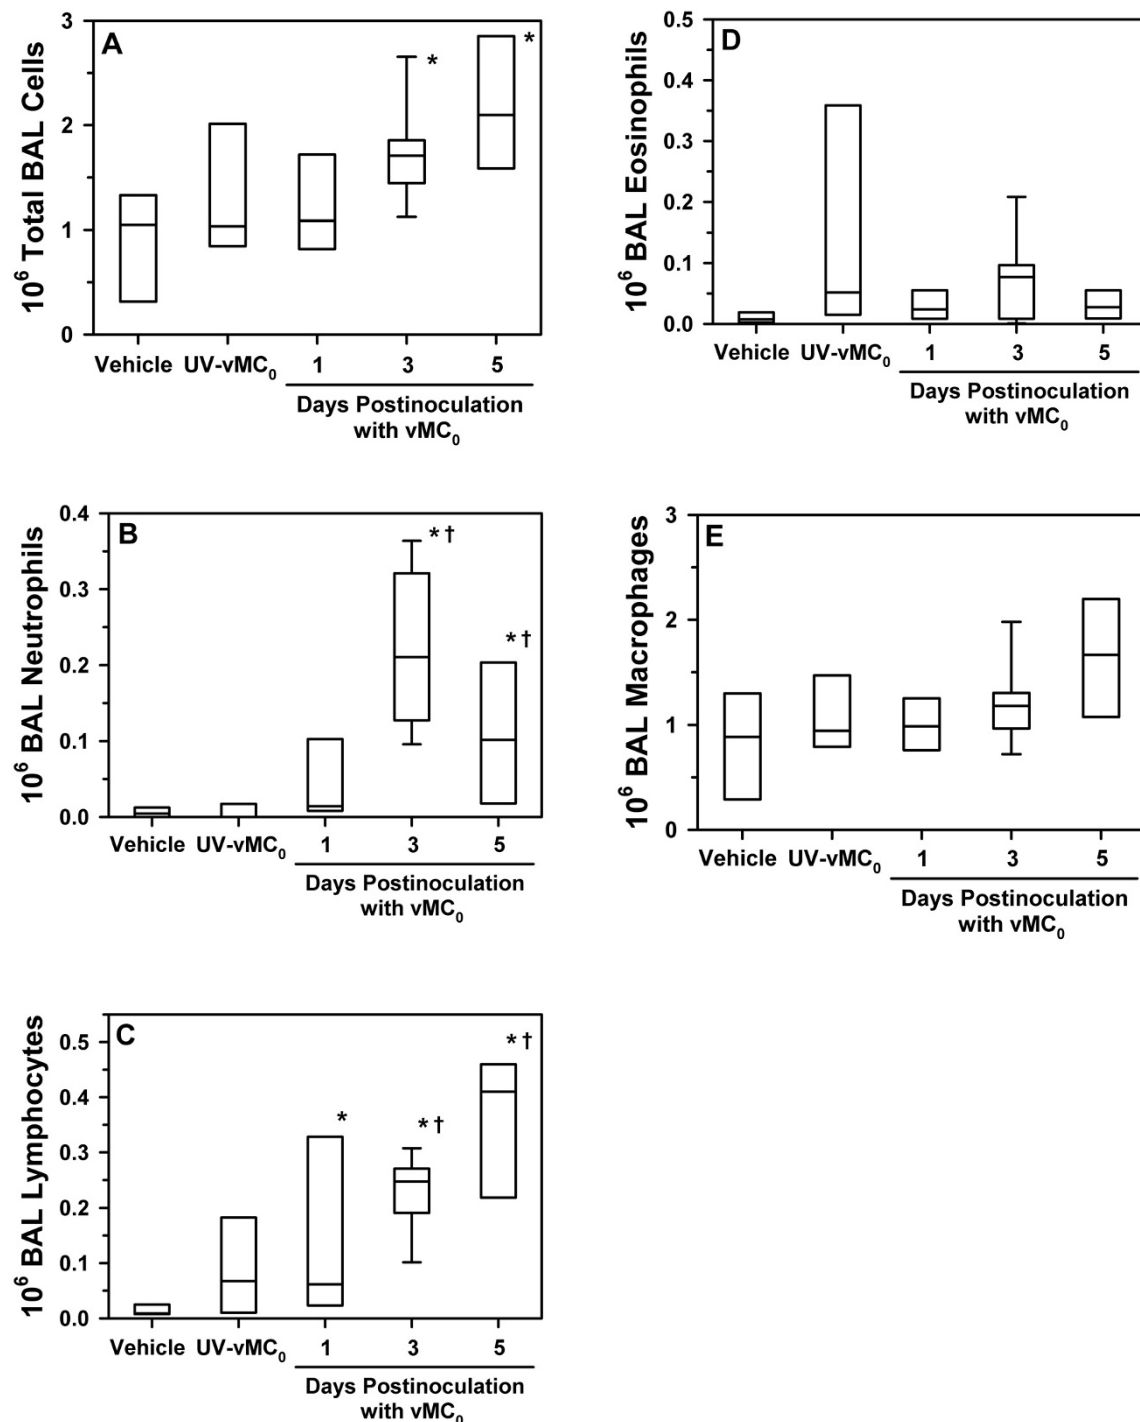 A
10⁶ Total BAL Cells
3
2
1
0
Vehicle UV-vMC₀ 1 3 5
Days Postinoculation
with vMC₀
*
*
D
10⁶ BAL Eosinophils
0.5
0.4
0.3
0.2
0.1
0.0
Vehicle UV-vMC₀ 1 3 5
Days Postinoculation
with vMC₀
B
10⁶ BAL Neutrophils
0.4
0.3
0.2
0.1
0.0
* †
* †
Vehicle UV-vMC₀ 1 3 5
Days Postinoculation
with vMC₀
E
10⁶ BAL Macrophages
3
2
1
0
Vehicle UV-vMC₀ 1 3 5
Days Postinoculation
with vMC₀
C
10⁶ BAL Lymphocytes
0.5
0.4
0.3
0.2
0.1
0.0
*
* †
* †
Vehicle UV-vMC₀ 1 3 5
Days Postinoculation
with vMC₀